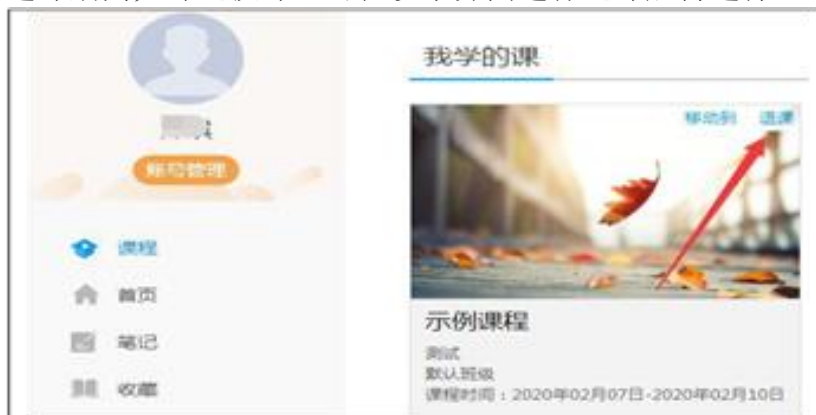 账号管理
课程
首页
笔记
收藏
我学的课
移动到 退课
示例课程
测试
默认班级
课程时间：2020年02月07日-2020年02月10日